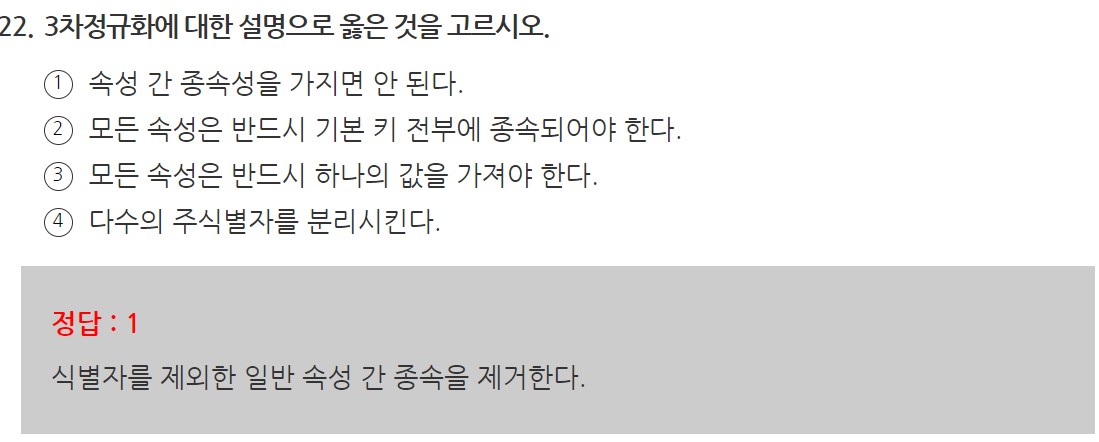 22. 3차정규화에 대한 설명으로 옳은 것을 고르시오.
① 속성 간 종속성을 가지면 안 된다.
② 모든 속성은 반드시 기본 키 전부에 종속되어야 한다.
③ 모든 속성은 반드시 하나의 값을 가져야 한다.
④ 다수의 주식별자를 분리시킨다.
정답 : 1
식별자를 제외한 일반 속성 간 종속을 제거한다.